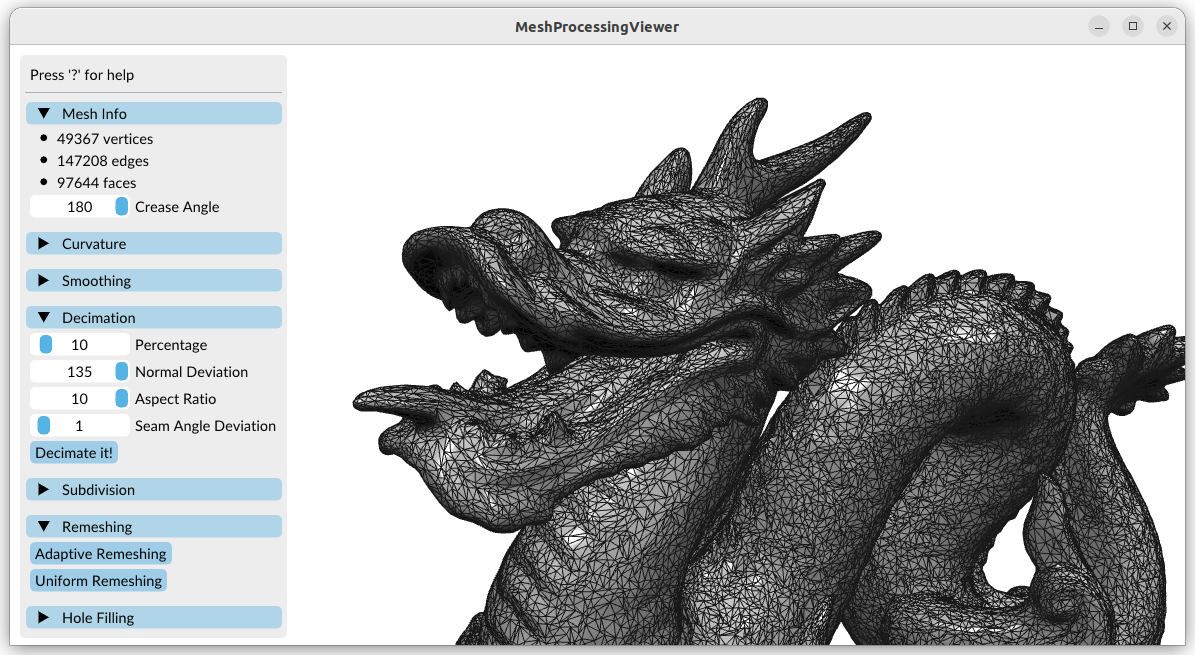 MeshProcessingViewer
Press '?' for help
Mesh Info
49367 vertices
147208 edges
97644 faces
180 Crease Angle
Curvature
Smoothing
Decimation
10 Percentage
135 Normal Deviation
10 Aspect Ratio
1 Seam Angle Deviation
Decimate it!
Subdivision
Remeshing
Adaptive Remeshing
Uniform Remeshing
Hole Filling